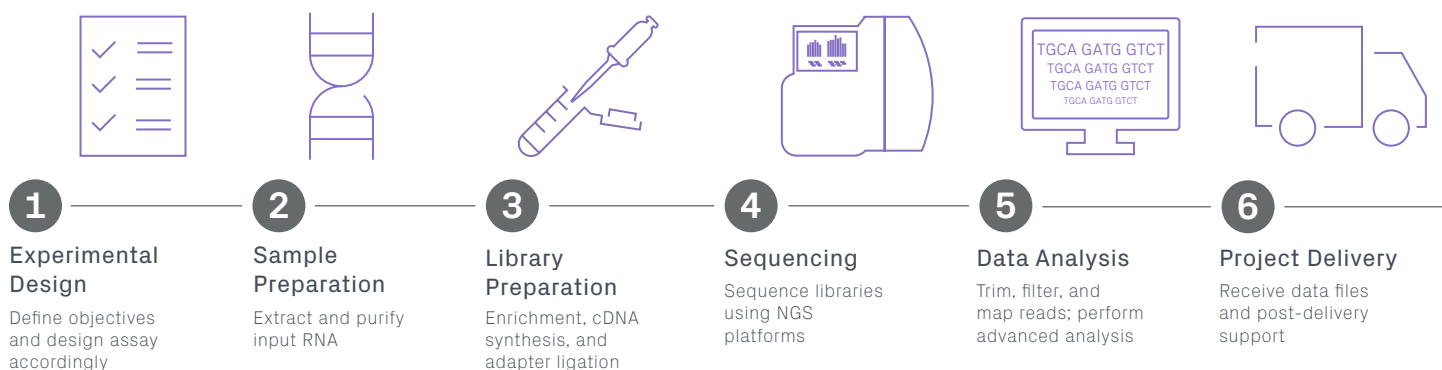 TGCA GATG GTCT
TGCA GATG GTCT
TGCA GATG GTCT
TGCA GATG GTCT
1
Experimental
Design
Define objectives
and design assay
accordingly
2
Sample
Preparation
Extract and purify
input RNA
3
Library
Preparation
Enrichment, cDNA
synthesis, and
adapter ligation
4
Sequencing
Sequence libraries
using NGS
platforms
5
Data Analysis
Trim, filter, and
map reads; perform
advanced analysis
6
Project Delivery
Receive data files
and post-delivery
support